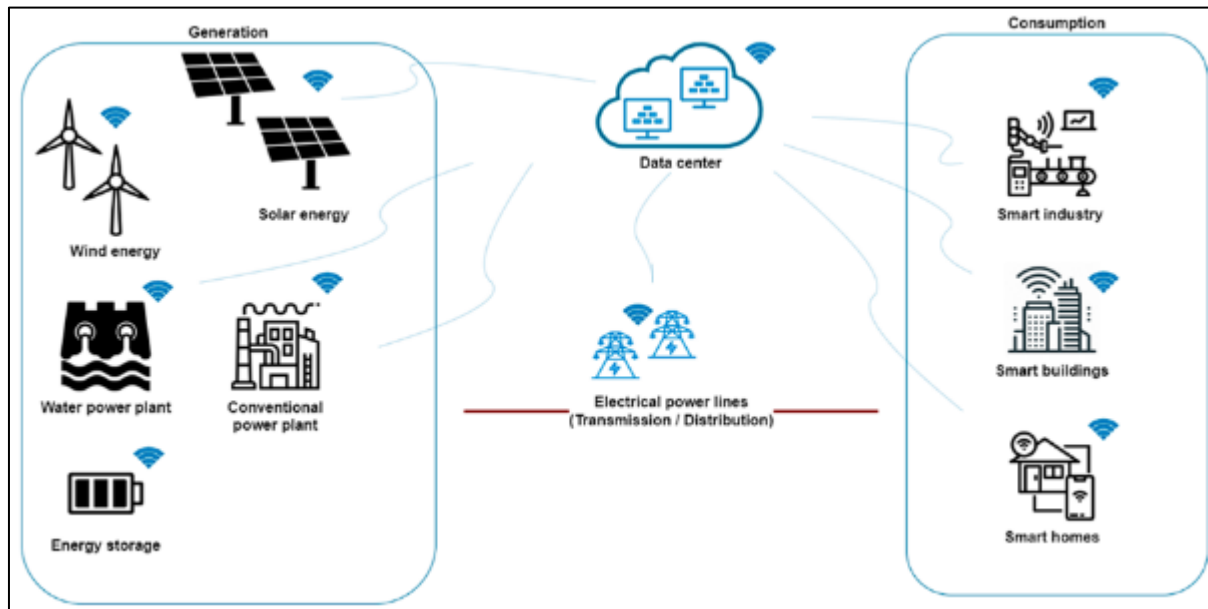 Generation
Consumption
Data center
Solar energy
Wind energy
Smart industry
Smart buildings
Water power plant
Conventional
power plant
Electrical power lines
(Transmission / Distribution)
Energy storage
Smart homes